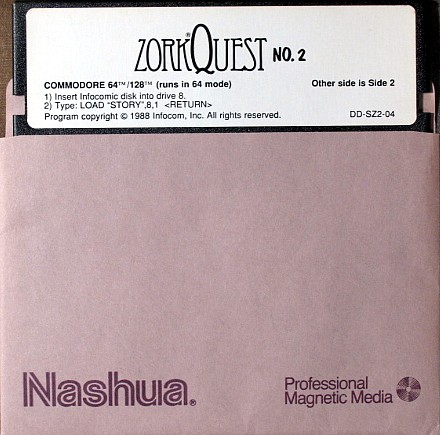 ZORKQUEST® NO. 2
COMMODORE 64™/128™ (runs in 64 mode) Other side is Side 2
1) Insert Infocomic disk into drive 8.
2) Type: LOAD "STORY",8,1 <RETURN>
Program copyright © 1988 Infocom, Inc. All rights reserved. DD-SZ2-04
Nashua® Professional
Magnetic Media